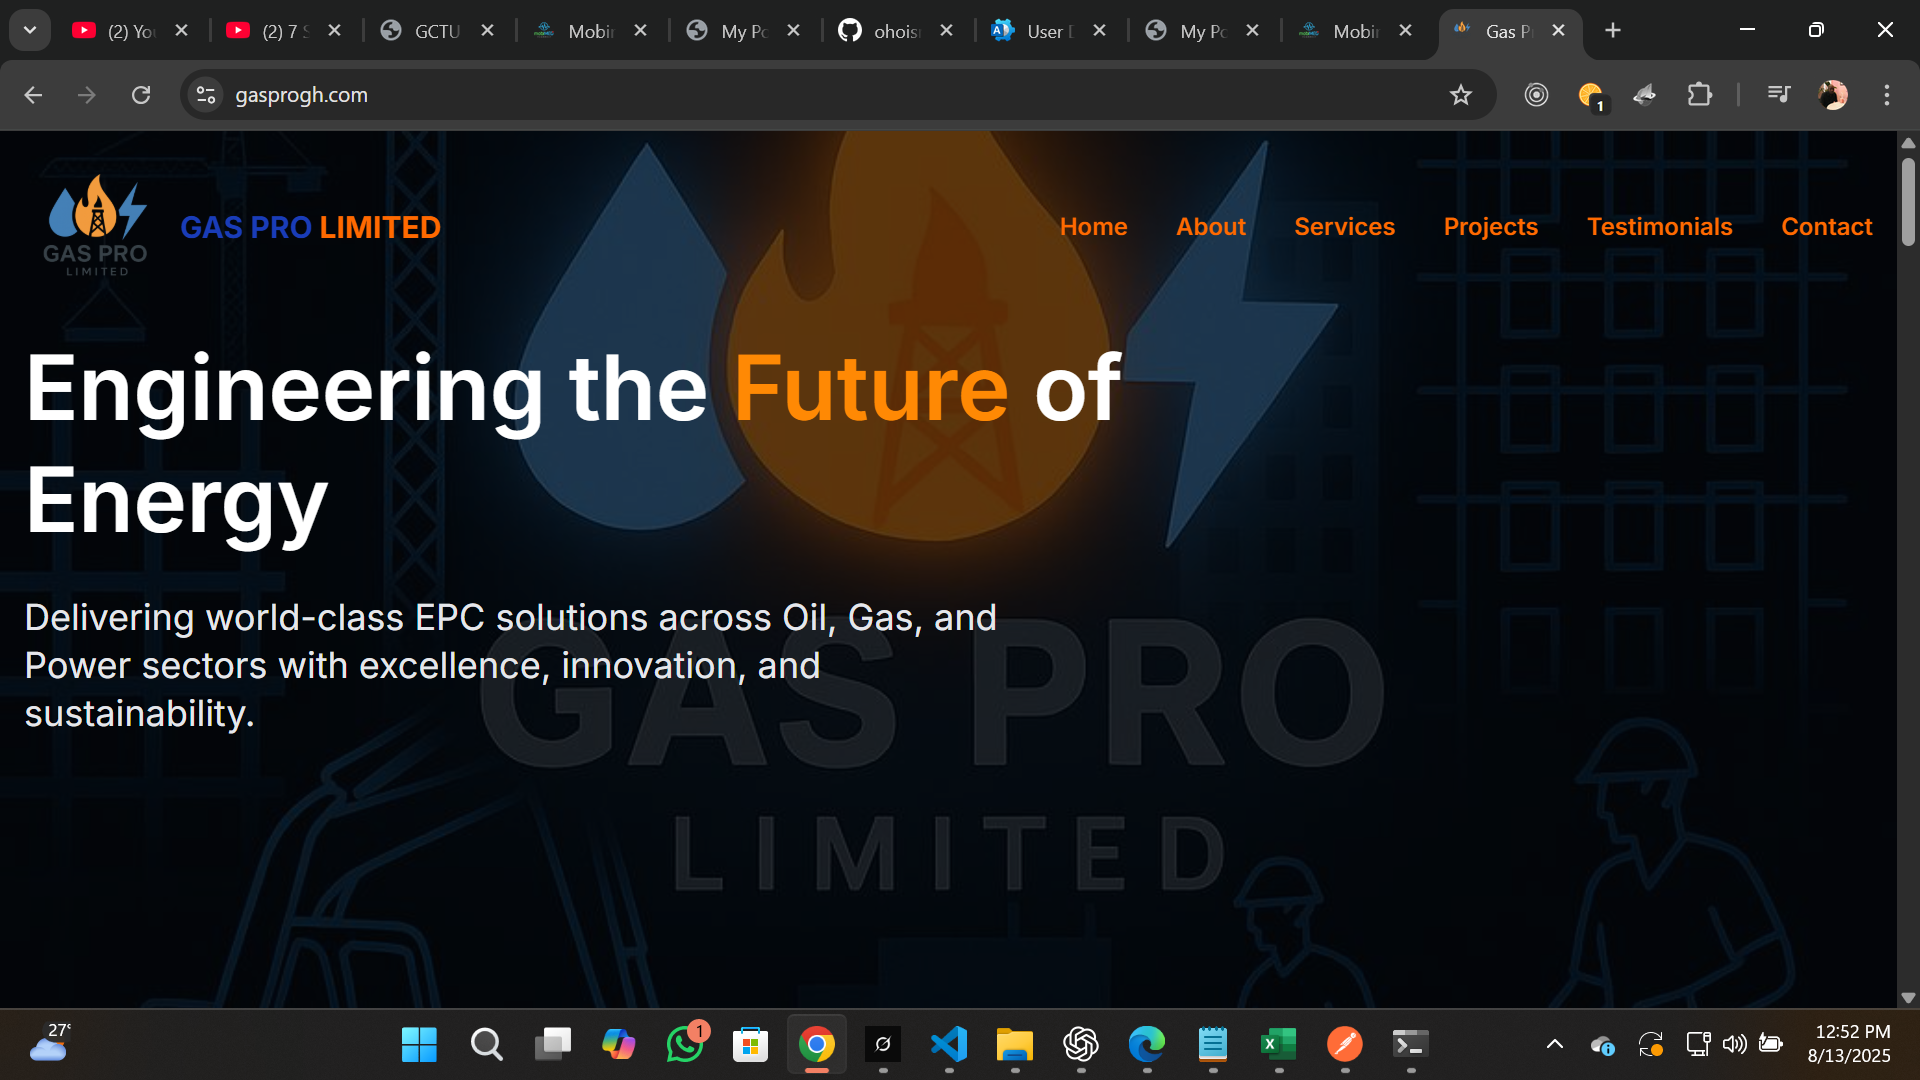 (2) Yo
(2) 7 S
GCTU
Mobin
My Po
ohois
User D
My Po
Mobin
Gas P
gasprogh.com
1
GAS PRO
LIMITED
GAS PRO LIMITED
Home
About
Services
Projects
Testimonials
Contact
Engineering the Future of
Energy
Delivering world-class EPC solutions across Oil, Gas, and
Power sectors with excellence, innovation, and
sustainability.
GAS PRO
LIMITED
27°
1
12:52 PM
8/13/2025